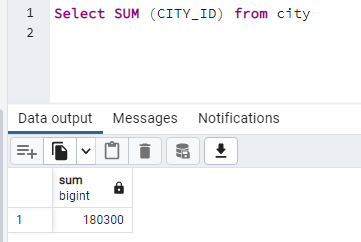 1 Select SUM (CITY_ID) from city
2
Data output Messages Notifications
sum
bigint
1 180300